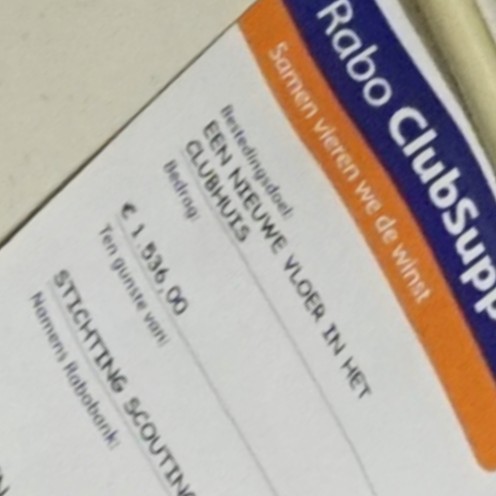 Rabo ClubSupp
Samen vieren we de winst
Bestedingsdoel:
EEN NIEUWE VLOER IN HET
CLUBHUIS
Bedrag:
€ 1.536,00
Ten gunste van:
STICHTING SCOUTING
Namens Rabobank: